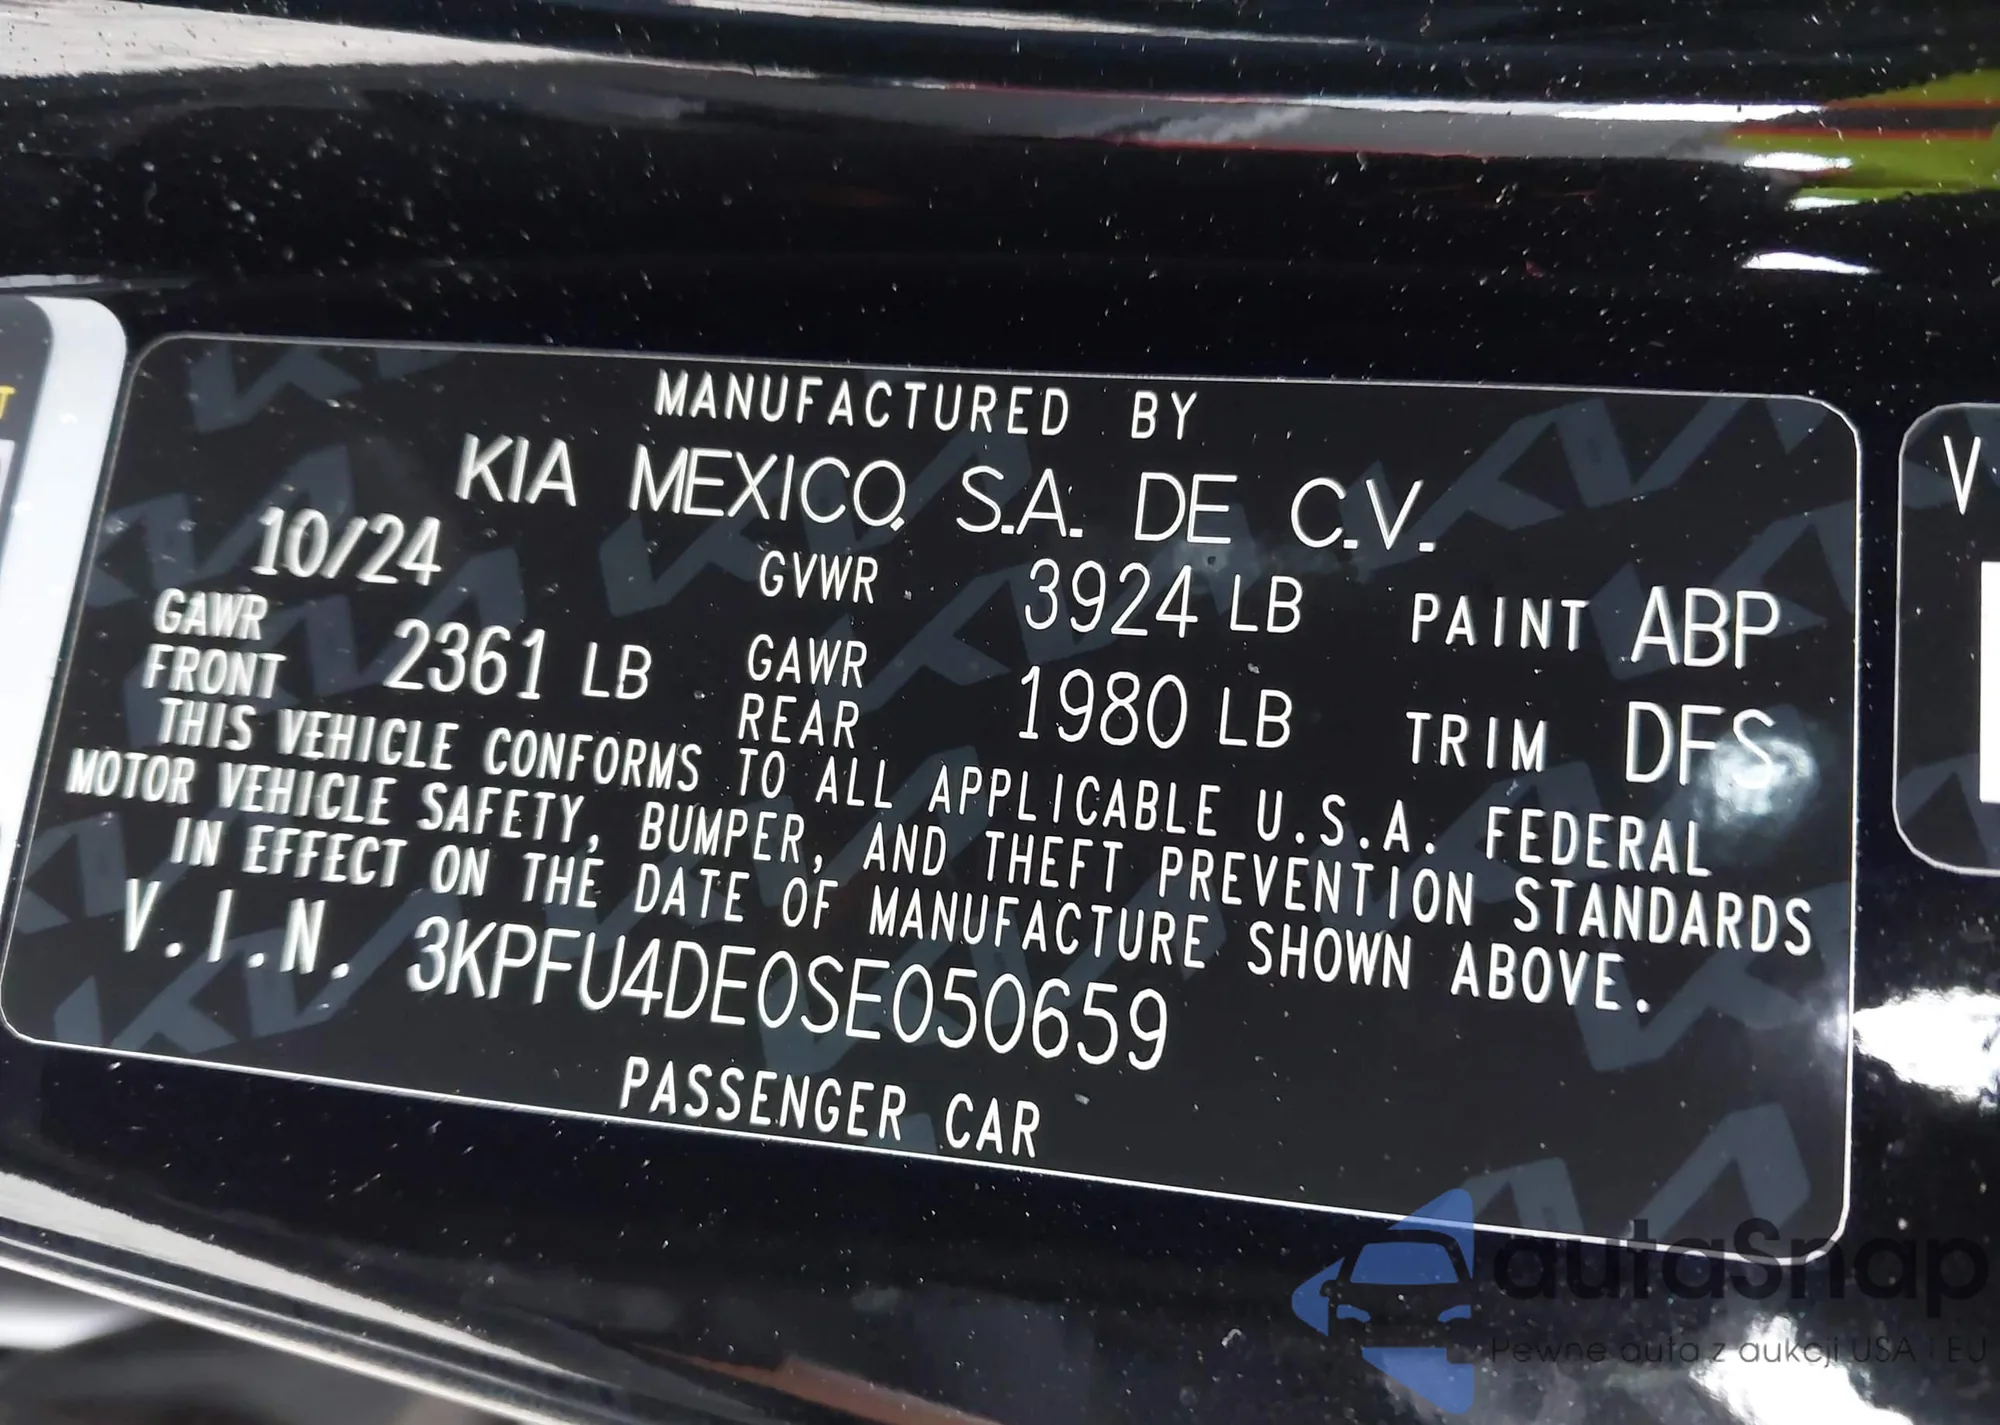 MANUFACTURED BY
KIA MEXICO, S.A. DE C.V.
10/24 GVWR 3924 LB PAINT ABP
GAWR FRONT 2361 LB GAWR REAR 1980 LB TRIM DFS
THIS VEHICLE CONFORMS TO ALL APPLICABLE U.S.A. FEDERAL
MOTOR VEHICLE SAFETY, BUMPER, AND THEFT PREVENTION STANDARDS
IN EFFECT ON THE DATE OF MANUFACTURE SHOWN ABOVE.
V.I.N. 3KPFU4DE0SE050659
PASSENGER CAR
T
V
autaSnap
Pewne auta z aukcji USA i EU